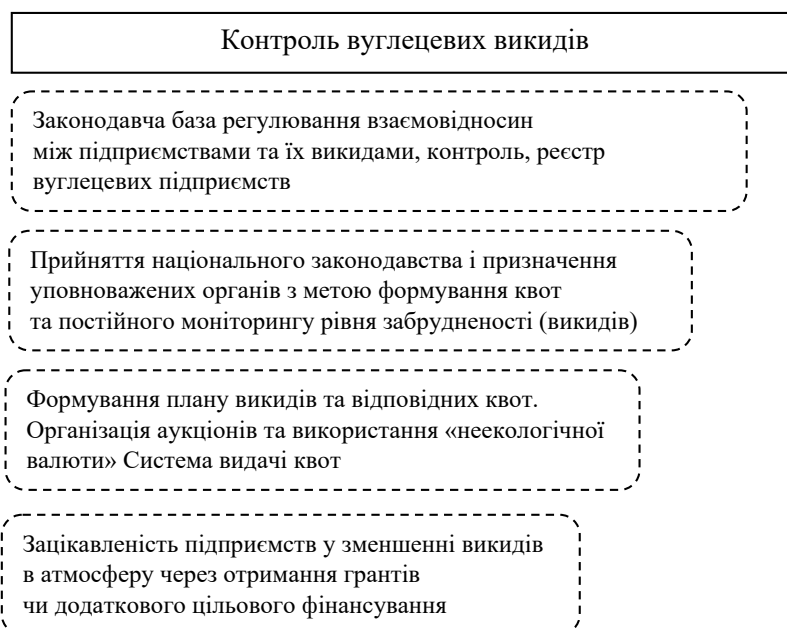 Контроль вуглецевих викидів
Законодавча база регулювання взаємовідносин
між підприємствами та їх викидами, контроль, реєстр
вуглецевих підприємств
Прийняття національного законодавства і призначення
уповноважених органів з метою формування квот
та постійного моніторингу рівня забрудненості (викидів)
Формування плану викидів та відповідних квот.
Організація аукціонів та використання «неекологічної
валюти» Система видачі квот
Зацікавленість підприємств у зменшенні викидів
в атмосферу через отримання грантів
чи додаткового цільового фінансування